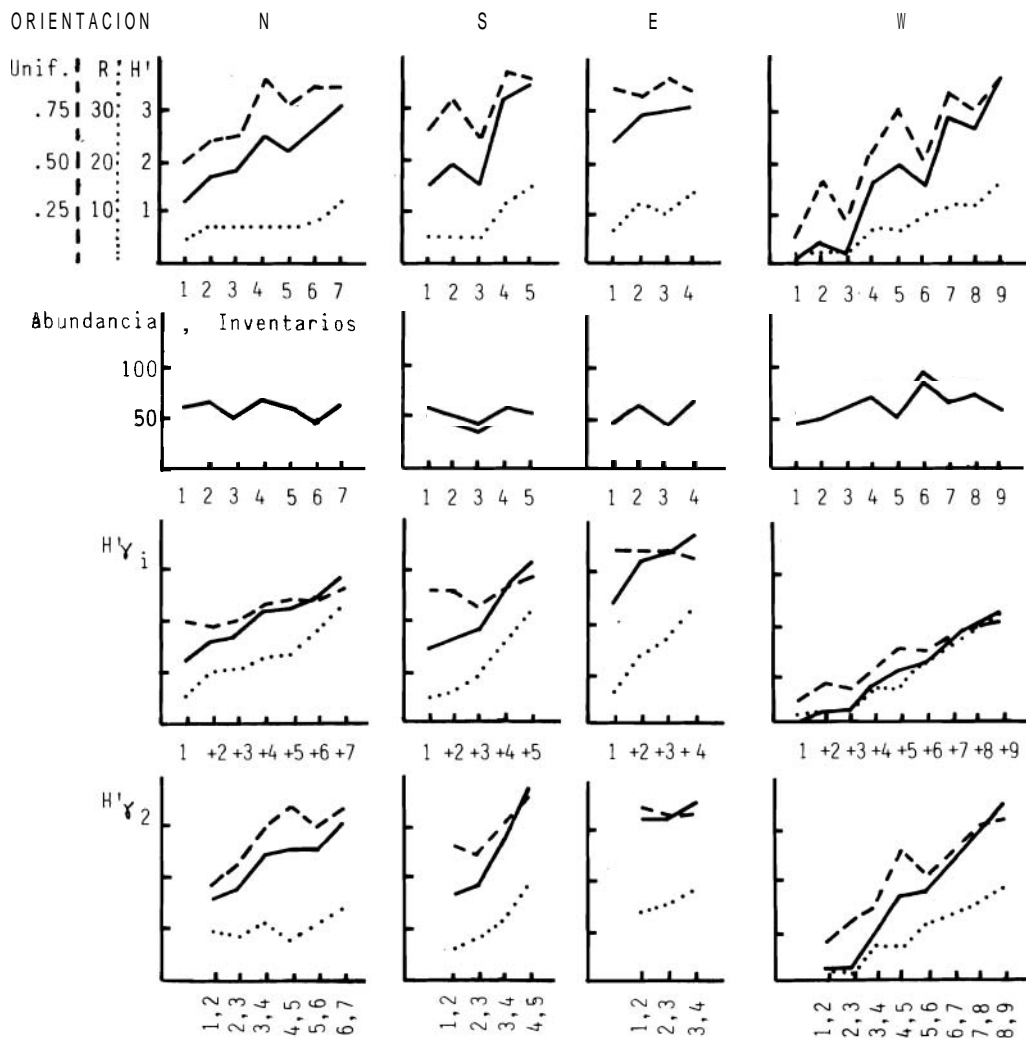 ORIENTACION N S E W
Unif. R H'
.75 30 3
.50 20 2
.25 10 1
1 2 3 4 5 6 7 1 2 3 4 5 1 2 3 4 1 2 3 4 5 6 7 8 9
Abundancia, Inventarios
100
50
1 2 3 4 5 6 7 1 2 3 4 5 1 2 3 4 1 2 3 4 5 6 7 8 9
H'γi
1 +2 +3 +4 +5 +6 +7 1 +2 +3 +4 +5 1 +2 +3 +4 1 +2 +3 +4 +5 +6 +7 +8 +9
H'γ2
1,2 2,3 3,4 4,5 5,6 6,7 1,2 2,3 3,4 4,5 1,2 2,3 3,4 1,2 2,3 3,4 4,5 5,6 6,7 7,8 8,9